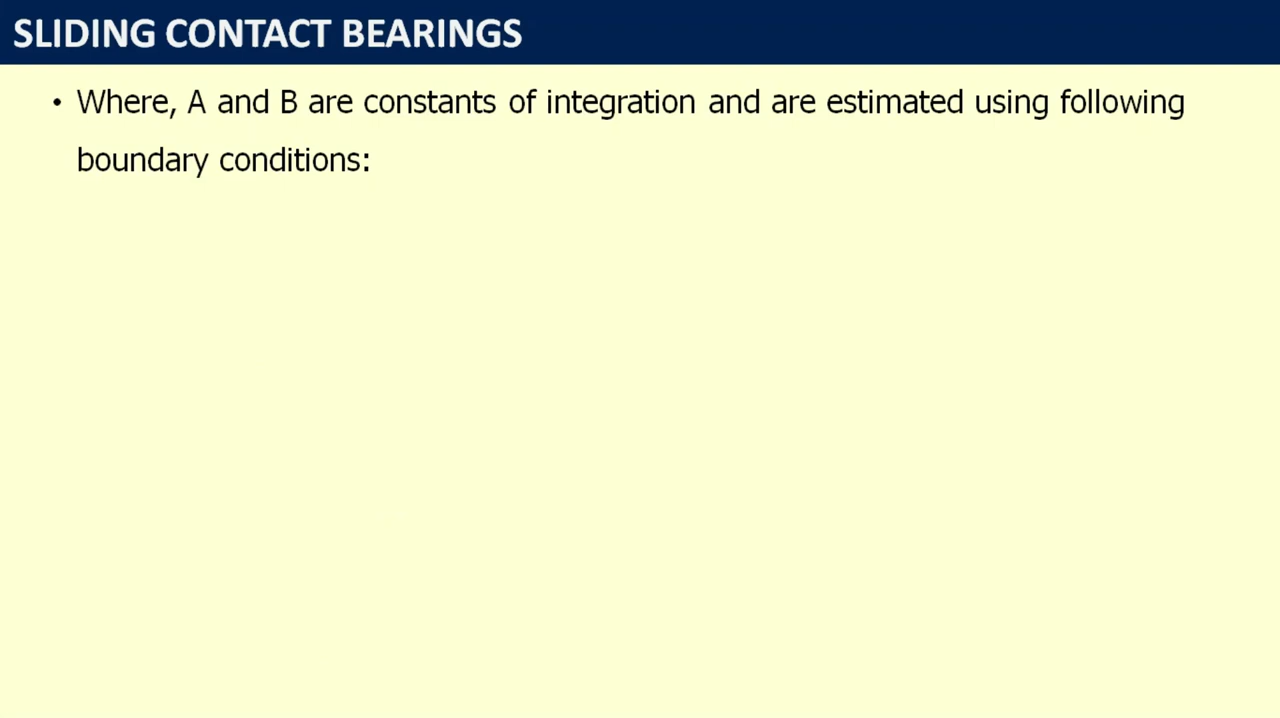 SLIDING CONTACT BEARINGS
• Where, A and B are constants of integration and are estimated using following
boundary conditions: